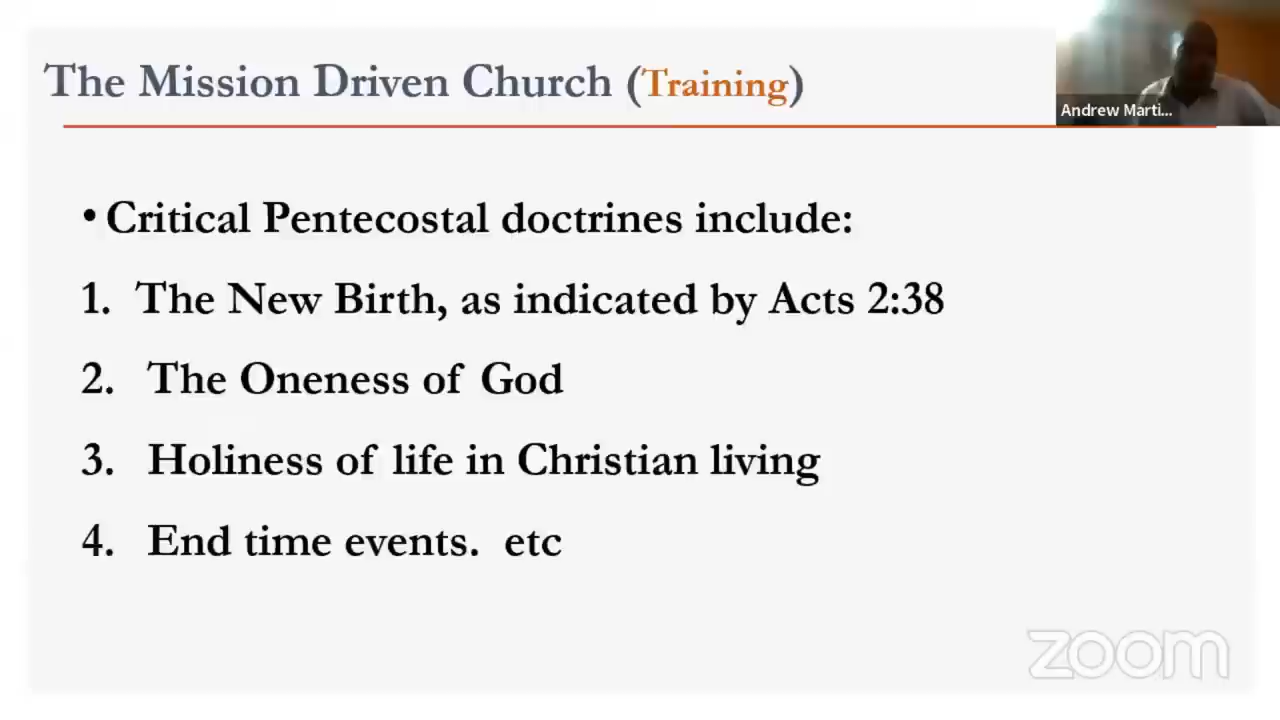 The Mission Driven Church (Training)
Andrew Marti...
• Critical Pentecostal doctrines include:
1. The New Birth, as indicated by Acts 2:38
2. The Oneness of God
3. Holiness of life in Christian living
4. End time events. etc
zoom